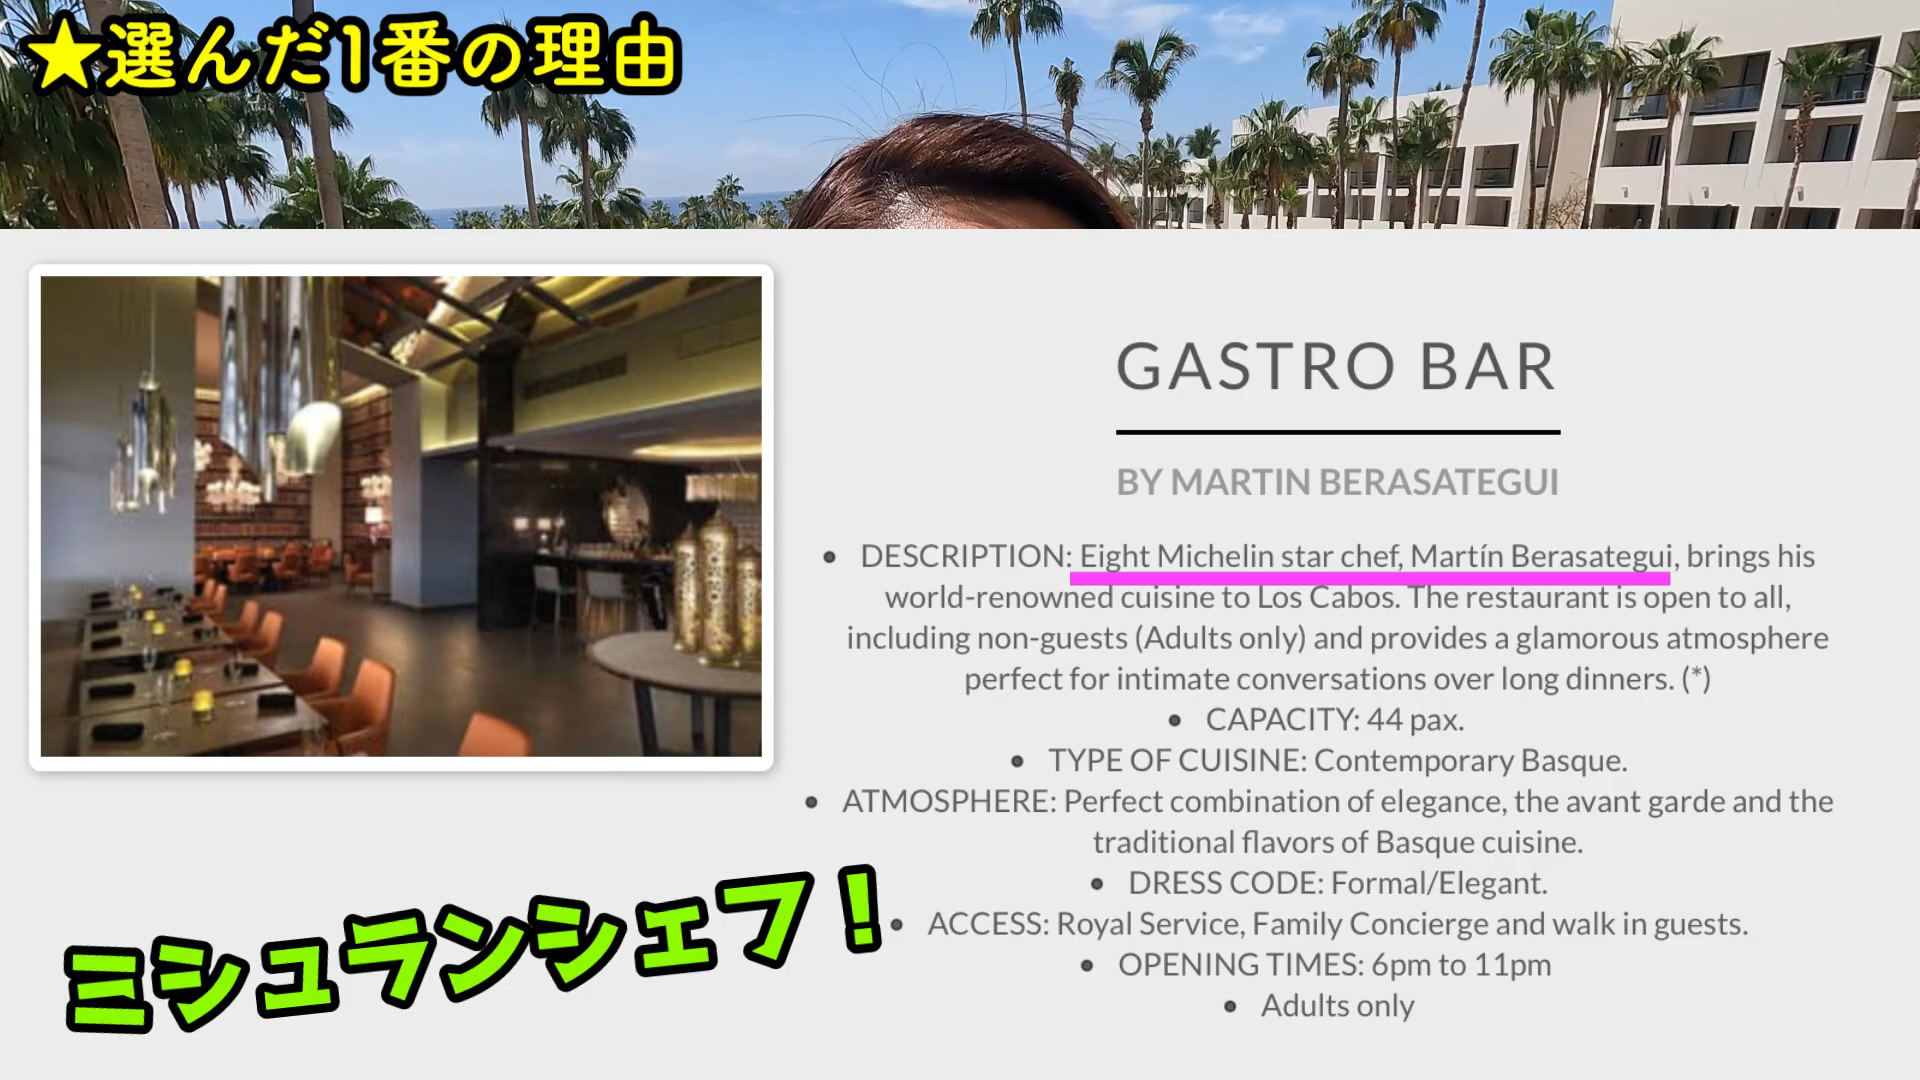 ★選んだ1番の理由
GASTRO BAR
BY MARTIN BERASATEGUI
• DESCRIPTION: Eight Michelin star chef, Martín Berasategui, brings his
world-renowned cuisine to Los Cabos. The restaurant is open to all,
including non-guests (Adults only) and provides a glamorous atmosphere
perfect for intimate conversations over long dinners. (*)
• CAPACITY: 44 pax.
• TYPE OF CUISINE: Contemporary Basque.
• ATMOSPHERE: Perfect combination of elegance, the avant garde and the
traditional flavors of Basque cuisine.
• DRESS CODE: Formal/Elegant.
• ACCESS: Royal Service, Family Concierge and walk in guests.
• OPENING TIMES: 6pm to 11pm
• Adults only
ミシュランシェフ！